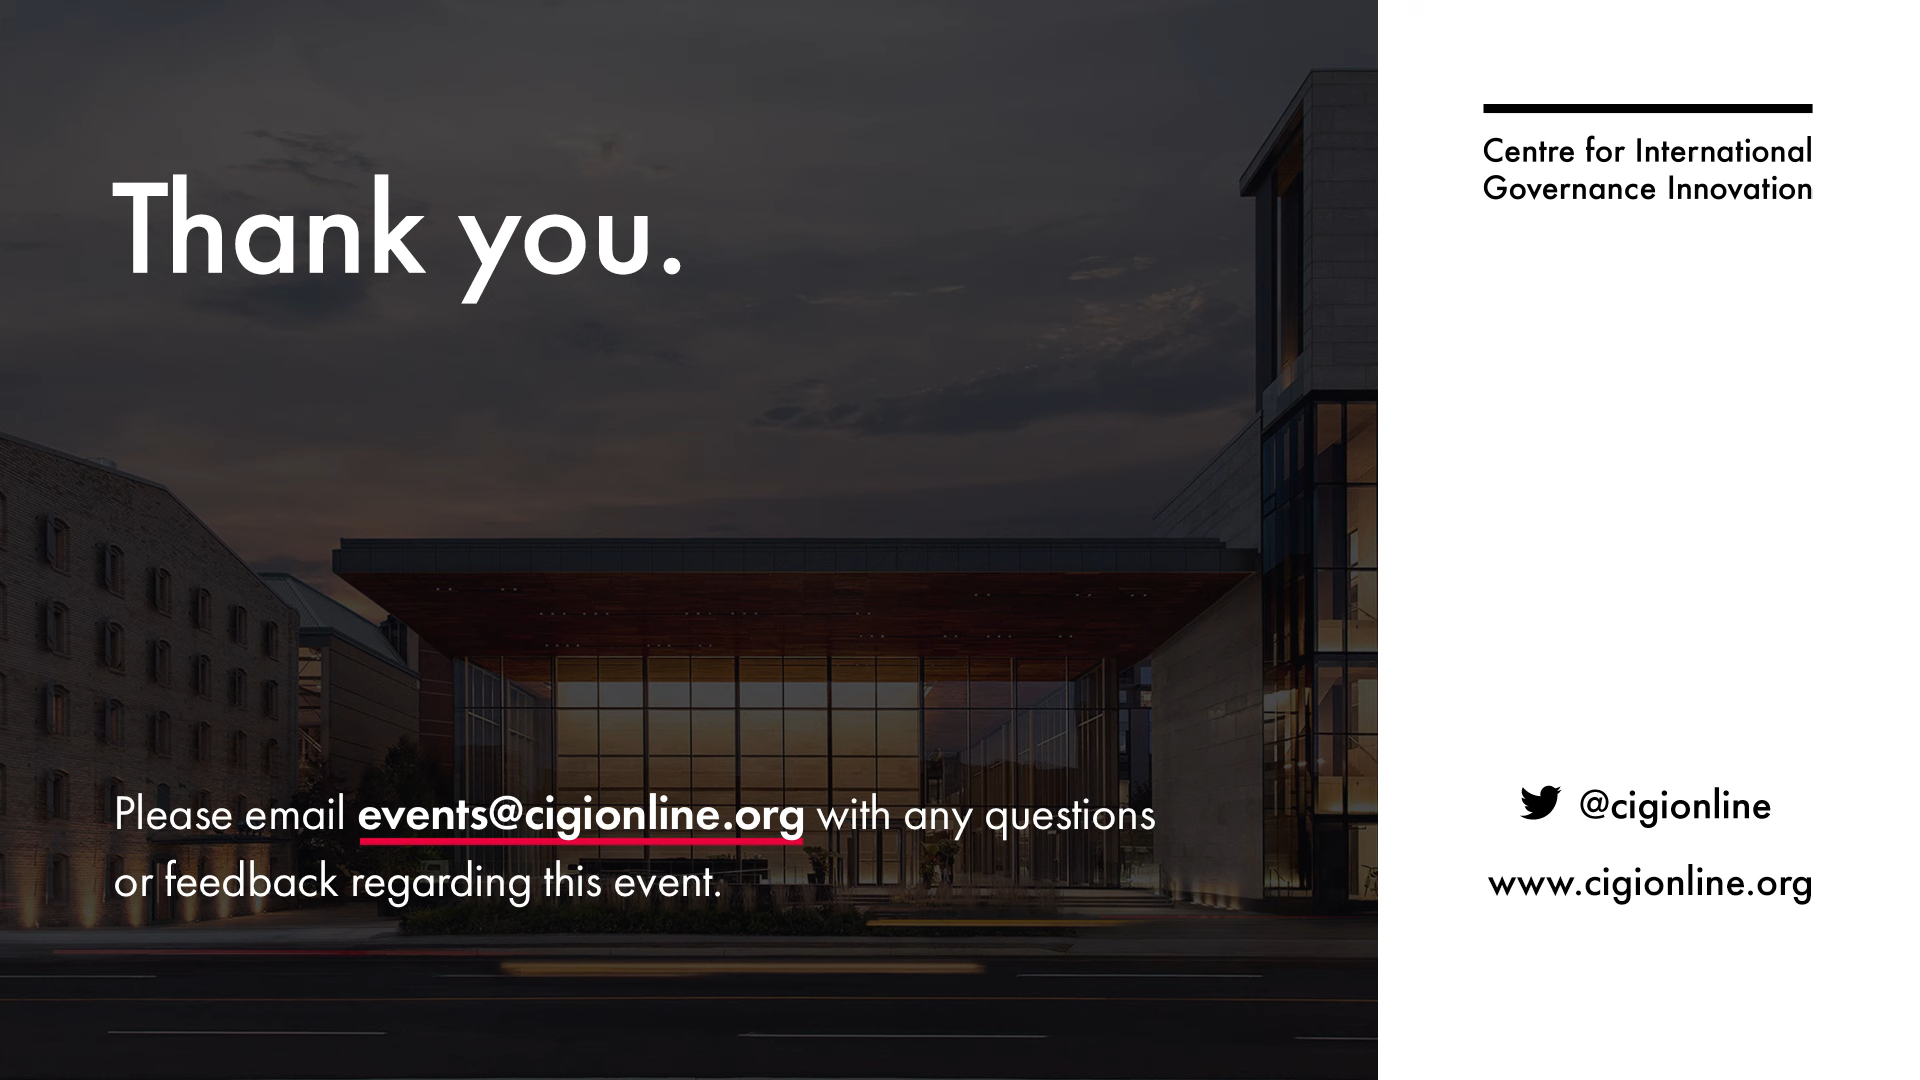 Thank you.
Please email events@cigionline.org with any questions
or feedback regarding this event.
Centre for International
Governance Innovation
@cigionline
www.cigionline.org